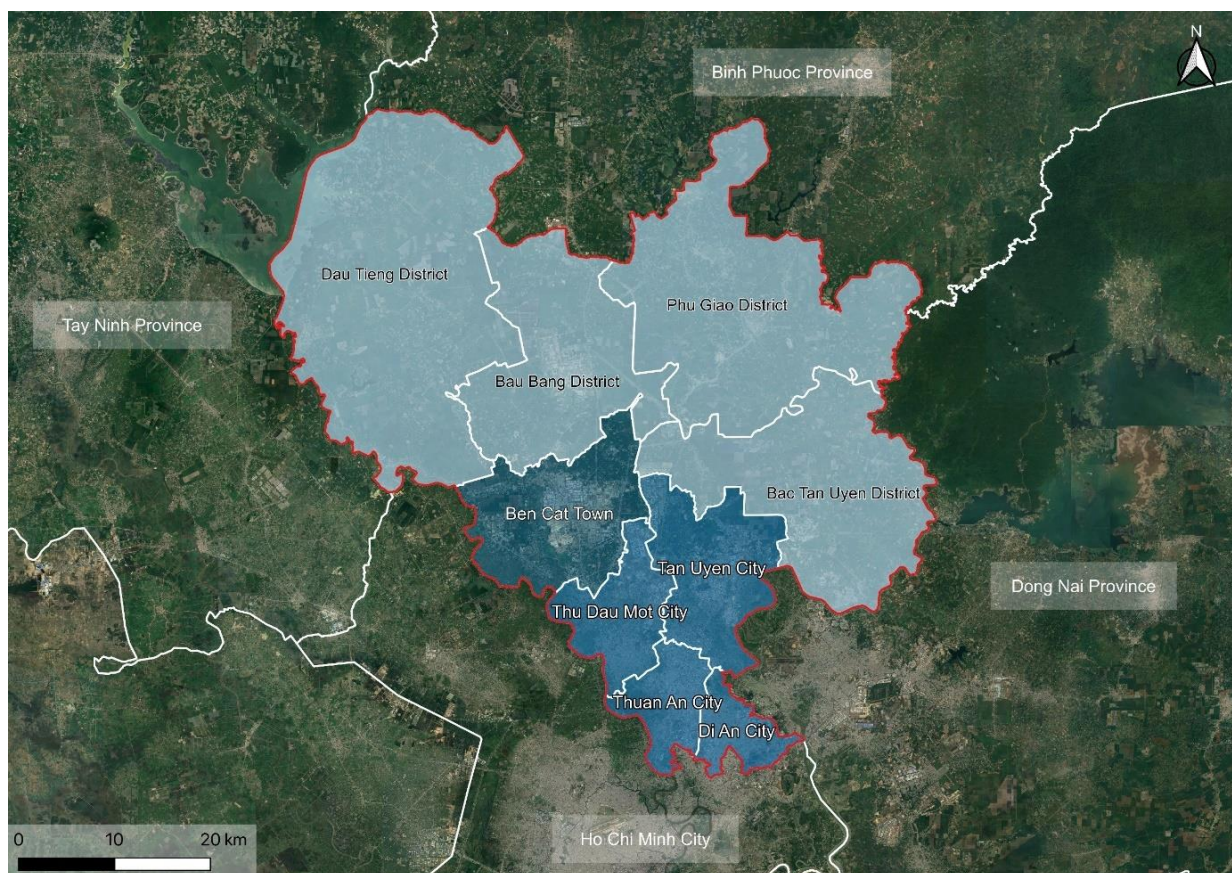 N
Binh Phuoc Province
Dau Tieng District
Phu Giao District
Tay Ninh Province
Bau Bang District
Bac Tan Uyen District
Ben Cat Town
Tan Uyen City
Dong Nai Province
Thu Dau Mot City
Thuan An City
Di An City
Ho Chi Minh City
0 10 20 km